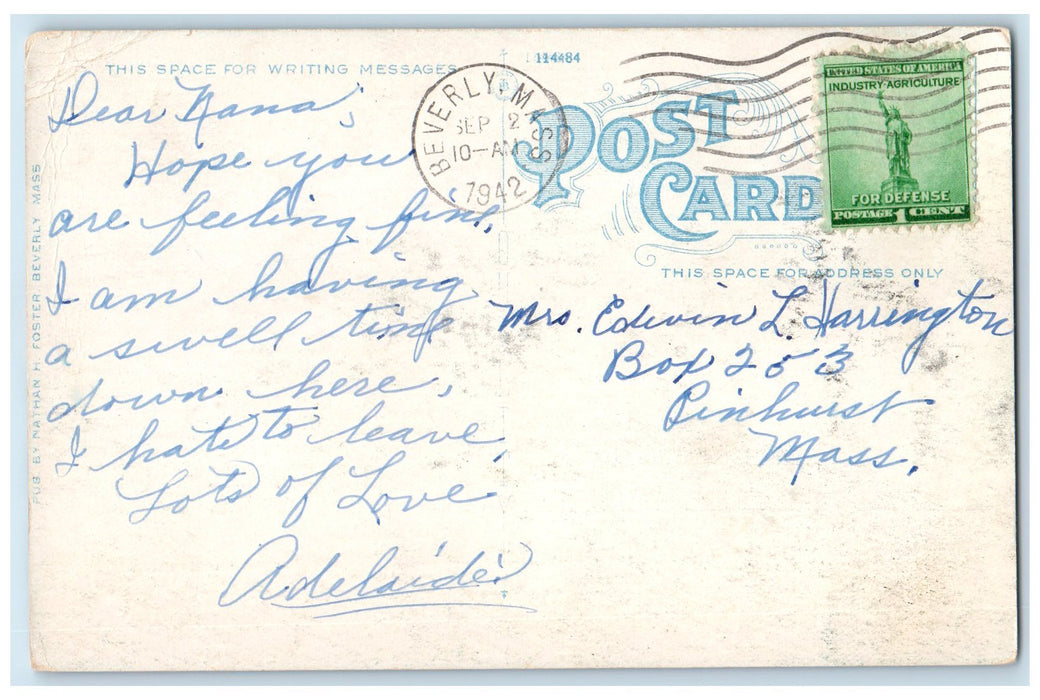 THIS SPACE FOR WRITING MESSAGES
114484
POST
CARD
THIS SPACE FOR ADDRESS ONLY
PUB. BY NATHAN H. FOSTER, BEVERLY, MASS
BEVERLY, MASS
SEP 2
10-AM
1942
UNITED STATES OF AMERICA
INDUSTRY-AGRICULTURE
FOR DEFENSE
POSTAGE 1 CENT
Dear Nana;
Hope you
are feeling fine,
I am having
a swell time
down here,
I hate to leave,
Lots of Love
Adelaide
Mrs. Edwin L. Harrington
Box 253
Pinhurst
Mass.